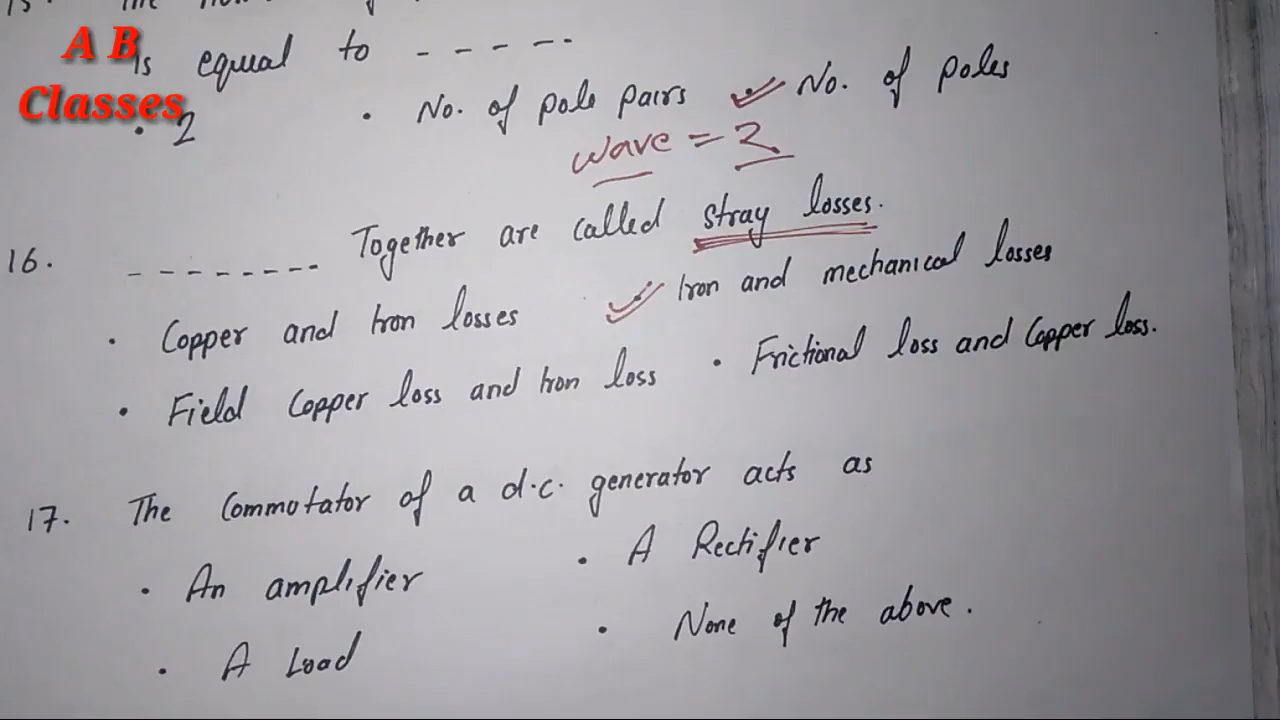 15.
A B
Classes
is equal to - - - - -.
• 2 • No. of pole pairs • No. of poles
wave = 2
16. - - - - - - - - Together are called stray losses.
• Copper and Iron losses • Iron and mechanical losses
• Field Copper loss and Iron loss • Frictional loss and Copper loss.
17. The Commutator of a d.c. generator acts as
• An amplifier • A Rectifier
• A Load • None of the above.